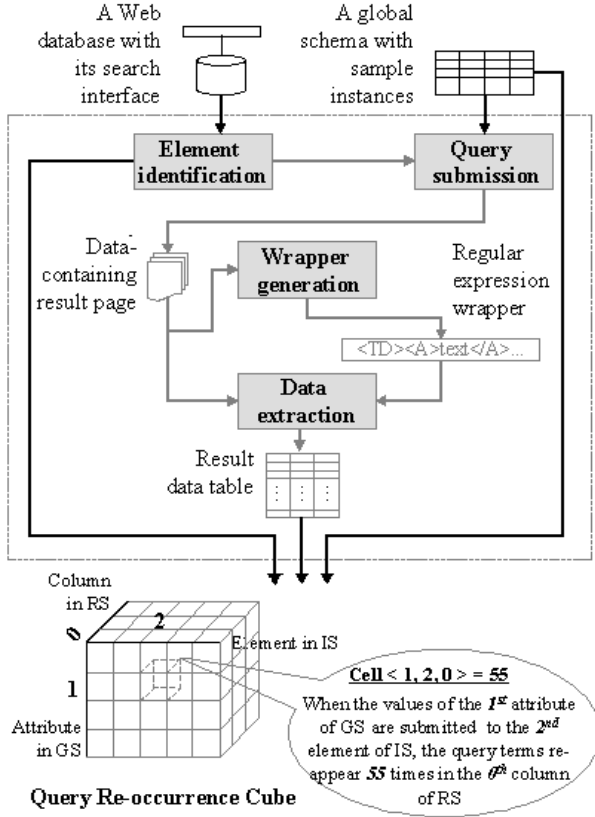 A Web
database with
its search
interface
A global
schema with
sample
instances
Element
identification
Query
submission
Data-
containing
result page
Wrapper
generation
Regular
expression
wrapper
<TD><A>text</A>...
Data
extraction
Result
data table
Column
in RS
0
2
Element in IS
1
Attribute
in GS
Cell < 1, 2, 0 > = 55
When the values of the 1st attribute
of GS are submitted to the 2nd
element of IS, the query terms re-
appear 55 times in the 0th column
of RS
Query Re-occurrence Cube